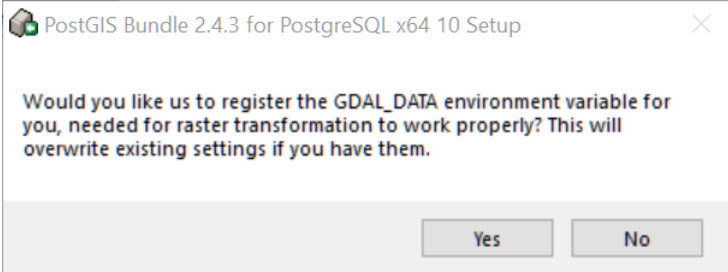 PostGIS Bundle 2.4.3 for PostgreSQL x64 10 Setup
Would you like us to register the GDAL_DATA environment variable for
you, needed for raster transformation to work properly? This will
overwrite existing settings if you have them.
Yes
No